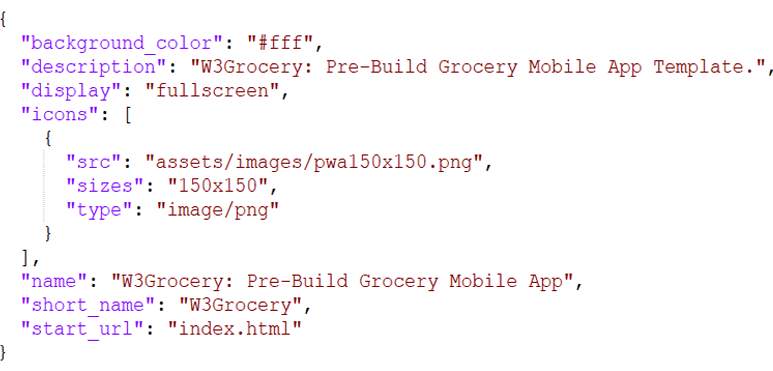 {
"background_color": "#fff",
"description": "W3Grocery: Pre-Build Grocery Mobile App Template.",
"display": "fullscreen",
"icons": [
{
"src": "assets/images/pwa150x150.png",
"sizes": "150x150",
"type": "image/png"
}
],
"name": "W3Grocery: Pre-Build Grocery Mobile App",
"short_name": "W3Grocery",
"start_url": "index.html"
}